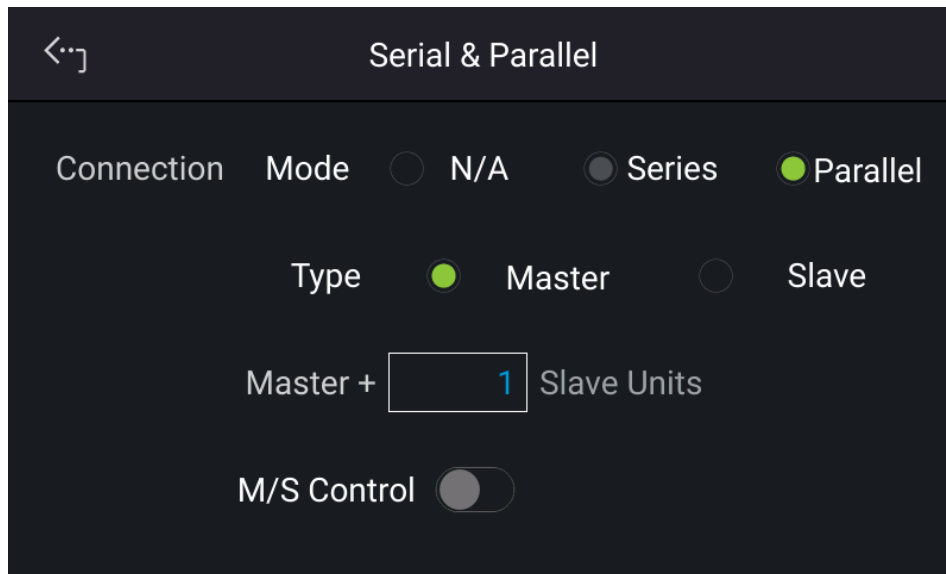 Serial & Parallel
Connection Mode N/A Series Parallel
Type Master Slave
Master + 1 Slave Units
M/S Control